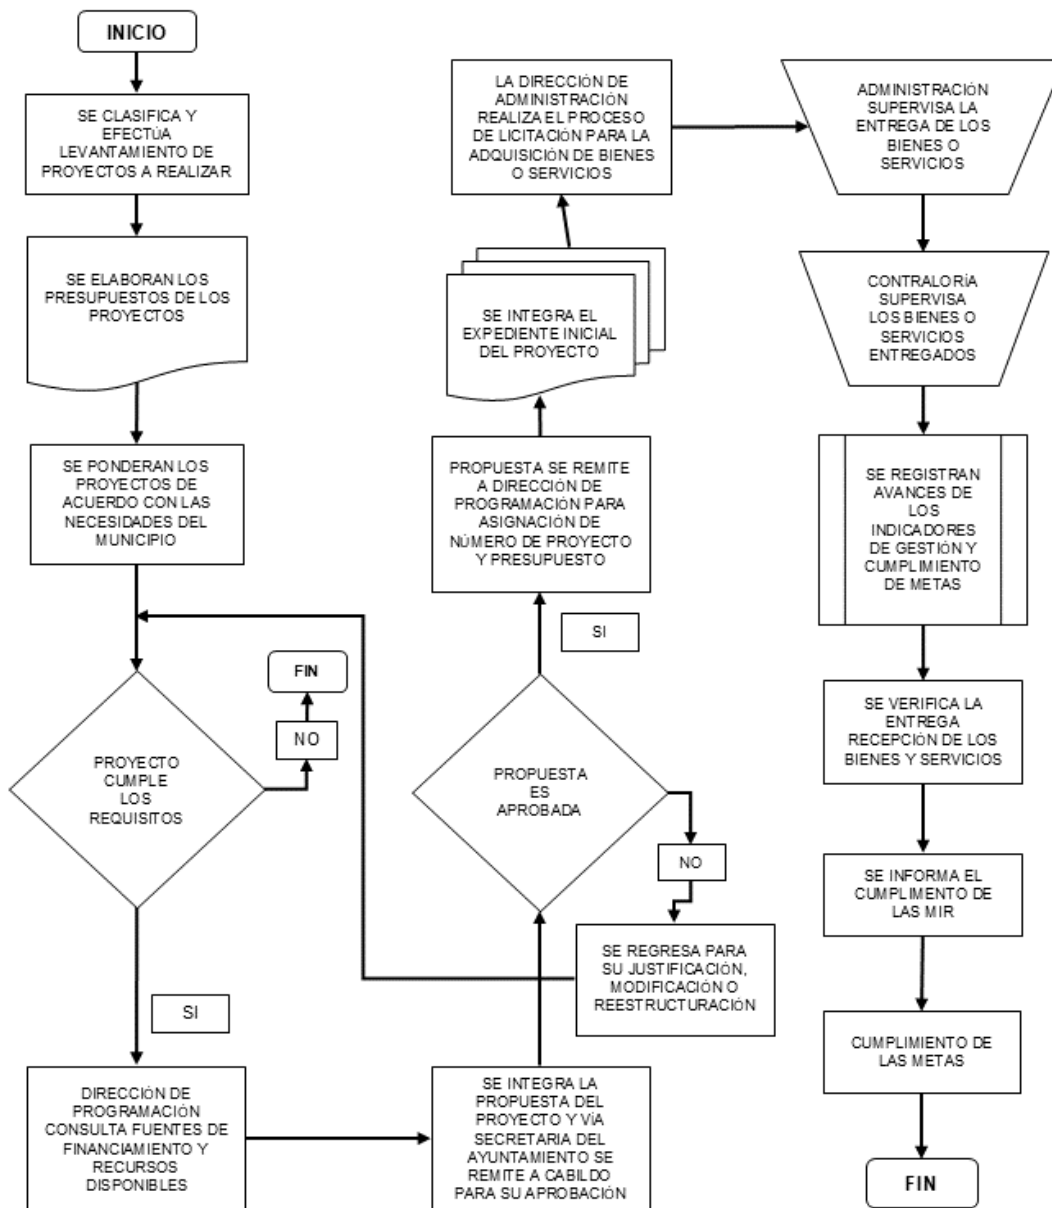 INICIO
SE CLASIFICA Y
EFECTÚA
LEVANTAMIENTO DE
PROYECTOS A REALIZAR
SE ELABORAN LOS
PRESUPUESTOS DE LOS
PROYECTOS
SE PONDERAN LOS
PROYECTOS DE
ACUERDO CON LAS
NECESIDADES DEL
MUNICIPIO
PROYECTO
CUMPLE
LOS
REQUISITOS
NO
FIN
SI
DIRECCIÓN DE
PROGRAMACIÓN
CONSULTA FUENTES DE
FINANCIAMIENTO Y
RECURSOS
DISPONIBLES
SE INTEGRA LA
PROPUESTA DEL
PROYECTO Y VÍA
SECRETARIA DEL
AYUNTAMIENTO SE
REMITE A CABILDO
PARA SU APROBACIÓN
PROPUESTA
ES
APROBADA
NO
SE REGRESA PARA
SU JUSTIFICACIÓN,
MODIFICACIÓN O
REESTRUCTURACIÓN
SI
PROPUESTA SE REMITE
A DIRECCIÓN DE
PROGRAMACIÓN PARA
ASIGNACIÓN DE
NÚMERO DE PROYECTO
Y PRESUPUESTO
SE INTEGRA EL
EXPEDIENTE INICIAL
DEL PROYECTO
LA DIRECCIÓN DE
ADMINISTRACIÓN
REALIZA EL PROCESO
DE LICITACIÓN PARA LA
ADQUISICIÓN DE BIENES
O SERVICIOS
ADMINISTRACIÓN
SUPERVISA LA
ENTREGA DE LOS
BIENES O
SERVICIOS
CONTRALORÍA
SUPERVISA
LOS BIENES O
SERVICIOS
ENTREGADOS
SE REGISTRAN
AVANCES DE
LOS
INDICADORES
DE GESTIÓN Y
CUMPLIMIENTO
DE METAS
SE VERIFICA LA
ENTREGA
RECEPCIÓN DE LOS
BIENES Y SERVICIOS
SE INFORMA EL
CUMPLIMENTO DE
LAS MIR
CUMPLIMIENTO DE
LAS METAS
FIN